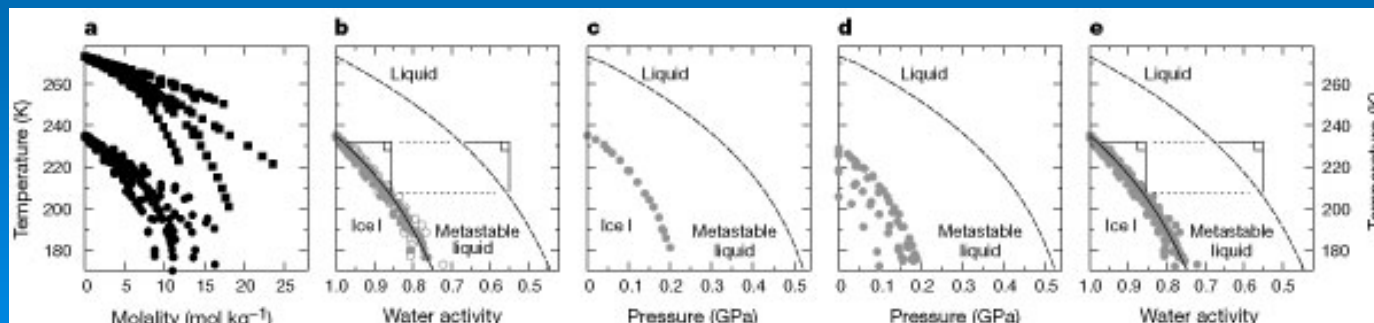 a
b
c
d
e
Temperature (K)
260
240
220
200
180
0
5
10
15
20
25
Molality (mol kg⁻¹)
Liquid
Ice I
Metastable
liquid
1.0
0.9
0.8
0.7
0.6
0.5
Water activity
Liquid
Ice I
Metastable
liquid
0
0.1
0.2
0.3
0.4
0.5
Pressure (GPa)
Liquid
Metastable
liquid
0
0.1
0.2
0.3
0.4
0.5
Pressure (GPa)
Liquid
Ice I
Metastable
liquid
1.0
0.9
0.8
0.7
0.6
0.5
Water activity
260
240
220
200
180
Temperature (K)